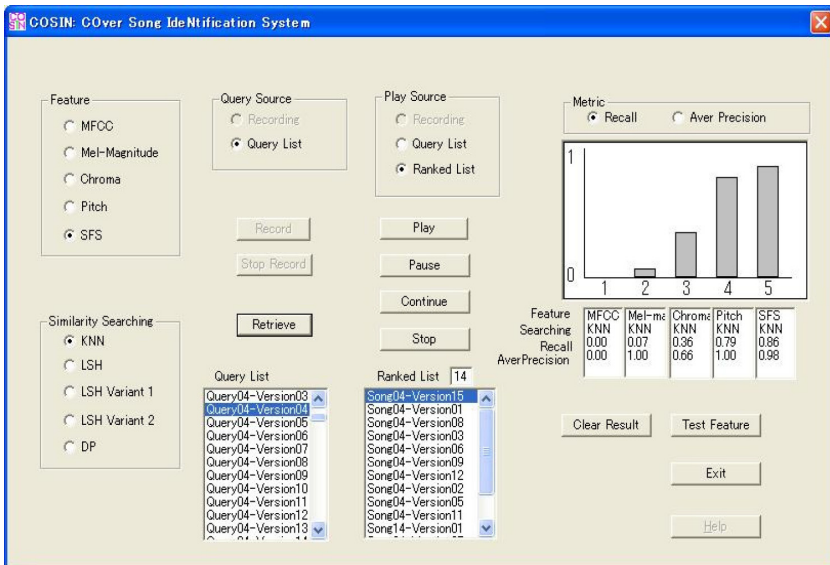 COSIN: COver Song IdeNtification System
Feature
MFCC
Mel-Magnitude
Chroma
Pitch
SFS
Query Source
Recording
Query List
Play Source
Recording
Query List
Ranked List
Metric
Recall
Aver Precision
Record
Stop Record
Retrieve
Play
Pause
Continue
Stop
1
0
1 2 3 4 5
Feature MFCC Mel-ma Chroma Pitch SFS
Searching KNN KNN KNN KNN KNN
Recall 0.00 0.07 0.36 0.79 0.86
AverPrecision 0.00 1.00 0.66 1.00 0.98
Similarity Searching
KNN
LSH
LSH Variant 1
LSH Variant 2
DP
Query List
Query04-Version03
Query04-Version04
Query04-Version05
Query04-Version06
Query04-Version07
Query04-Version08
Query04-Version09
Query04-Version10
Query04-Version11
Query04-Version12
Query04-Version13
Ranked List 14
Song04-Version15
Song04-Version01
Song04-Version08
Song04-Version03
Song04-Version06
Song04-Version09
Song04-Version12
Song04-Version02
Song04-Version05
Song04-Version11
Song14-Version01
Clear Result
Test Feature
Exit
Help